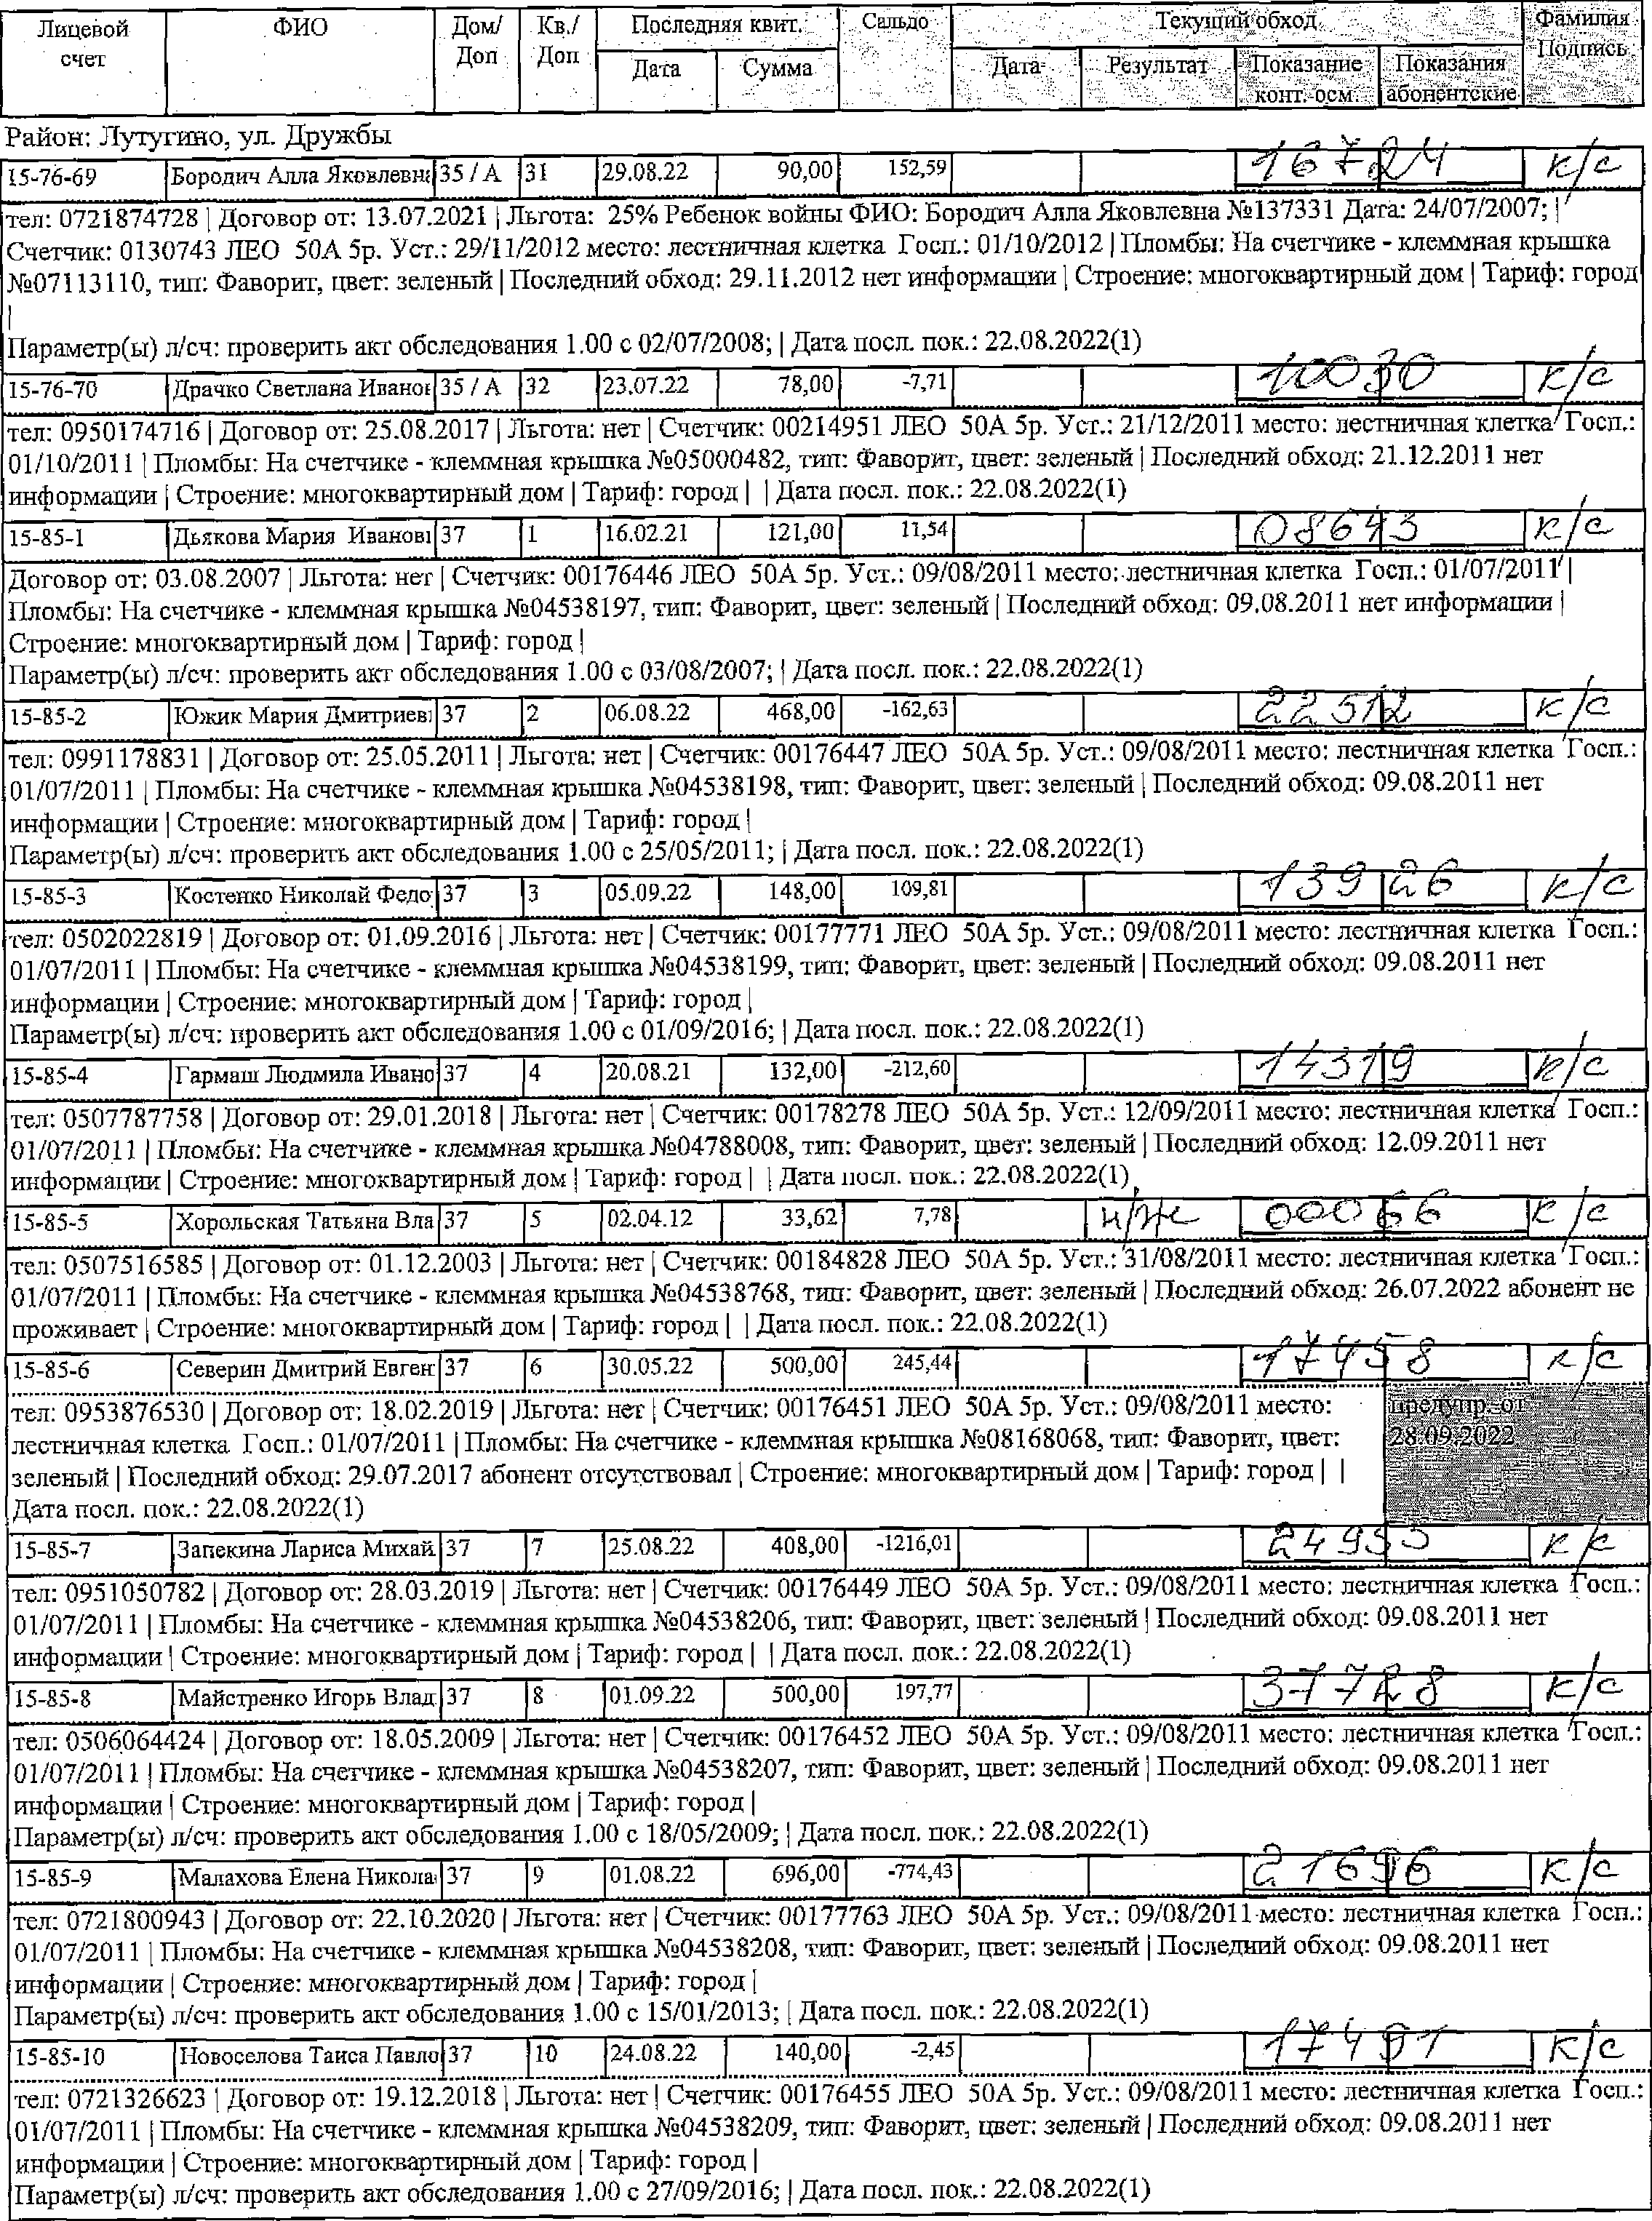 Лицевой счет | ФИО | Дом/ Доп | Кв./ Доп | Последняя квит. | Сальдо | Текущий обход | Фамилия Подпись
Дата | Сумма | Дата | Результат | Показание конт. осм. | Показания абонентские
Район: Лутугино, ул. Дружбы
15-76-69 | Бородич Алла Яковлевна | 35 / А | 31 | 29.08.22 | 90,00 | 152,59 | 16724 | к/с
тел: 0721874728 | Договор от: 13.07.2021 | Льгота: 25% Ребенок войны ФИО: Бородич Алла Яковлевна №137331 Дата: 24/07/2007; |
Счетчик: 0130743 ЛЕО 50А 5р. Уст.: 29/11/2012 место: лестничная клетка Госп.: 01/10/2012 | Пломбы: На счетчике - клеммная крышка
№07113110, тип: Фаворит, цвет: зеленый | Последний обход: 29.11.2012 нет информации | Строение: многоквартирный дом | Тариф: город
|
Параметр(ы) л/сч: проверить акт обследования 1.00 с 02/07/2008; | Дата посл. пок.: 22.08.2022(1)
15-76-70 | Драчко Светлана Иванов | 35 / А | 32 | 23.07.22 | 78,00 | -7,71 | 10030 | к/с
тел: 0950174716 | Договор от: 25.08.2017 | Льгота: нет | Счетчик: 00214951 ЛЕО 50А 5р. Уст.: 21/12/2011 место: лестничная клетка Госп.:
01/10/2011 | Пломбы: На счетчике - клеммная крышка №05000482, тип: Фаворит, цвет: зеленый | Последний обход: 21.12.2011 нет
информации | Строение: многоквартирный дом | Тариф: город | | Дата посл. пок.: 22.08.2022(1)
15-85-1 | Дьякова Мария Иванов | 37 | 1 | 16.02.21 | 121,00 | 11,54 | 08643 | к/с
Договор от: 03.08.2007 | Льгота: нет | Счетчик: 00176446 ЛЕО 50А 5р. Уст.: 09/08/2011 место: лестничная клетка Госп.: 01/07/2011 |
Пломбы: На счетчике - клеммная крышка №04538197, тип: Фаворит, цвет: зеленый | Последний обход: 09.08.2011 нет информации |
Строение: многоквартирный дом | Тариф: город |
Параметр(ы) л/сч: проверить акт обследования 1.00 с 03/08/2007; | Дата посл. пок.: 22.08.2022(1)
15-85-2 | Южик Мария Дмитриев | 37 | 2 | 06.08.22 | 468,00 | -162,63 | 22512 | к/с
тел: 0991178831 | Договор от: 25.05.2011 | Льгота: нет | Счетчик: 00176447 ЛЕО 50А 5р. Уст.: 09/08/2011 место: лестничная клетка Госп.:
01/07/2011 | Пломбы: На счетчике - клеммная крышка №04538198, тип: Фаворит, цвет: зеленый | Последний обход: 09.08.2011 нет
информации | Строение: многоквартирный дом | Тариф: город |
Параметр(ы) л/сч: проверить акт обследования 1.00 с 25/05/2011; | Дата посл. пок.: 22.08.2022(1)
15-85-3 | Костенко Николай Федо | 37 | 3 | 05.09.22 | 148,00 | 109,81 | 13926 | к/с
тел: 0502022819 | Договор от: 01.09.2016 | Льгота: нет | Счетчик: 00177771 ЛЕО 50А 5р. Уст.: 09/08/2011 место: лестничная клетка Госп.:
01/07/2011 | Пломбы: На счетчике - клеммная крышка №04538199, тип: Фаворит, цвет: зеленый | Последний обход: 09.08.2011 нет
информации | Строение: многоквартирный дом | Тариф: город |
Параметр(ы) л/сч: проверить акт обследования 1.00 с 01/09/2016; | Дата посл. пок.: 22.08.2022(1)
15-85-4 | Гармаш Людмила Ивано | 37 | 4 | 20.08.21 | 132,00 | -212,60 | 14319 | к/с
тел: 0507787758 | Договор от: 29.01.2018 | Льгота: нет | Счетчик: 00178278 ЛЕО 50А 5р. Уст.: 12/09/2011 место: лестничная клетка Госп.:
01/07/2011 | Пломбы: На счетчике - клеммная крышка №04788008, тип: Фаворит, цвет: зеленый | Последний обход: 12.09.2011 нет
информации | Строение: многоквартирный дом | Тариф: город | | Дата посл. пок.: 22.08.2022(1)
15-85-5 | Хорольская Татьяна Вла | 37 | 5 | 02.04.12 | 33,62 | 7,78 | н/ж | 00066 | к/с
тел: 0507516585 | Договор от: 01.12.2003 | Льгота: нет | Счетчик: 00184828 ЛЕО 50А 5р. Уст.: 31/08/2011 место: лестничная клетка Госп.:
01/07/2011 | Пломбы: На счетчике - клеммная крышка №04538768, тип: Фаворит, цвет: зеленый | Последний обход: 26.07.2022 абонент не
проживает | Строение: многоквартирный дом | Тариф: город | | Дата посл. пок.: 22.08.2022(1)
15-85-6 | Северин Дмитрий Евген | 37 | 6 | 30.05.22 | 500,00 | 245,44 | 17458 | к/с
тел: 0953876530 | Договор от: 18.02.2019 | Льгота: нет | Счетчик: 00176451 ЛЕО 50А 5р. Уст.: 09/08/2011 место:
лестничная клетка Госп.: 01/07/2011 | Пломбы: На счетчике - клеммная крышка №08168068, тип: Фаворит, цвет:
зеленый | Последний обход: 29.07.2017 абонент отсутствовал | Строение: многоквартирный дом | Тариф: город | |
Дата посл. пок.: 22.08.2022(1)
предупр. от
28.09.2022
15-85-7 | Запекина Лариса Михай | 37 | 7 | 25.08.22 | 408,00 | -1216,01 | к/с
тел: 0951050782 | Договор от: 28.03.2019 | Льгота: нет | Счетчик: 00176449 ЛЕО 50А 5р. Уст.: 09/08/2011 место: лестничная клетка Госп.:
01/07/2011 | Пломбы: На счетчике - клеммная крышка №04538206, тип: Фаворит, цвет: зеленый | Последний обход: 09.08.2011 нет
информации | Строение: многоквартирный дом | Тариф: город | | Дата посл. пок.: 22.08.2022(1)
15-85-8 | Майстренко Игорь Влад | 37 | 8 | 01.09.22 | 500,00 | 197,77 | 37728 | к/с
тел: 0506064424 | Договор от: 18.05.2009 | Льгота: нет | Счетчик: 00176452 ЛЕО 50А 5р. Уст.: 09/08/2011 место: лестничная клетка Госп.:
01/07/2011 | Пломбы: На счетчике - клеммная крышка №04538207, тип: Фаворит, цвет: зеленый | Последний обход: 09.08.2011 нет
информации | Строение: многоквартирный дом | Тариф: город |
Параметр(ы) л/сч: проверить акт обследования 1.00 с 18/05/2009; | Дата посл. пок.: 22.08.2022(1)
15-85-9 | Малахова Елена Никола | 37 | 9 | 01.08.22 | 696,00 | -774,43 | 21696 | к/с
тел: 0721800943 | Договор от: 22.10.2020 | Льгота: нет | Счетчик: 00177763 ЛЕО 50А 5р. Уст.: 09/08/2011 место: лестничная клетка Госп.:
01/07/2011 | Пломбы: На счетчике - клеммная крышка №04538208, тип: Фаворит, цвет: зеленый | Последний обход: 09.08.2011 нет
информации | Строение: многоквартирный дом | Тариф: город |
Параметр(ы) л/сч: проверить акт обследования 1.00 с 15/01/2013; | Дата посл. пок.: 22.08.2022(1)
15-85-10 | Новоселова Таиса Павло | 37 | 10 | 24.08.22 | 140,00 | -2,45 | к/с
тел: 0721326623 | Договор от: 19.12.2018 | Льгота: нет | Счетчик: 00176455 ЛЕО 50А 5р. Уст.: 09/08/2011 место: лестничная клетка Госп.:
01/07/2011 | Пломбы: На счетчике - клеммная крышка №04538209, тип: Фаворит, цвет: зеленый | Последний обход: 09.08.2011 нет
информации | Строение: многоквартирный дом | Тариф: город |
Параметр(ы) л/сч: проверить акт обследования 1.00 с 27/09/2016; | Дата посл. пок.: 22.08.2022(1)